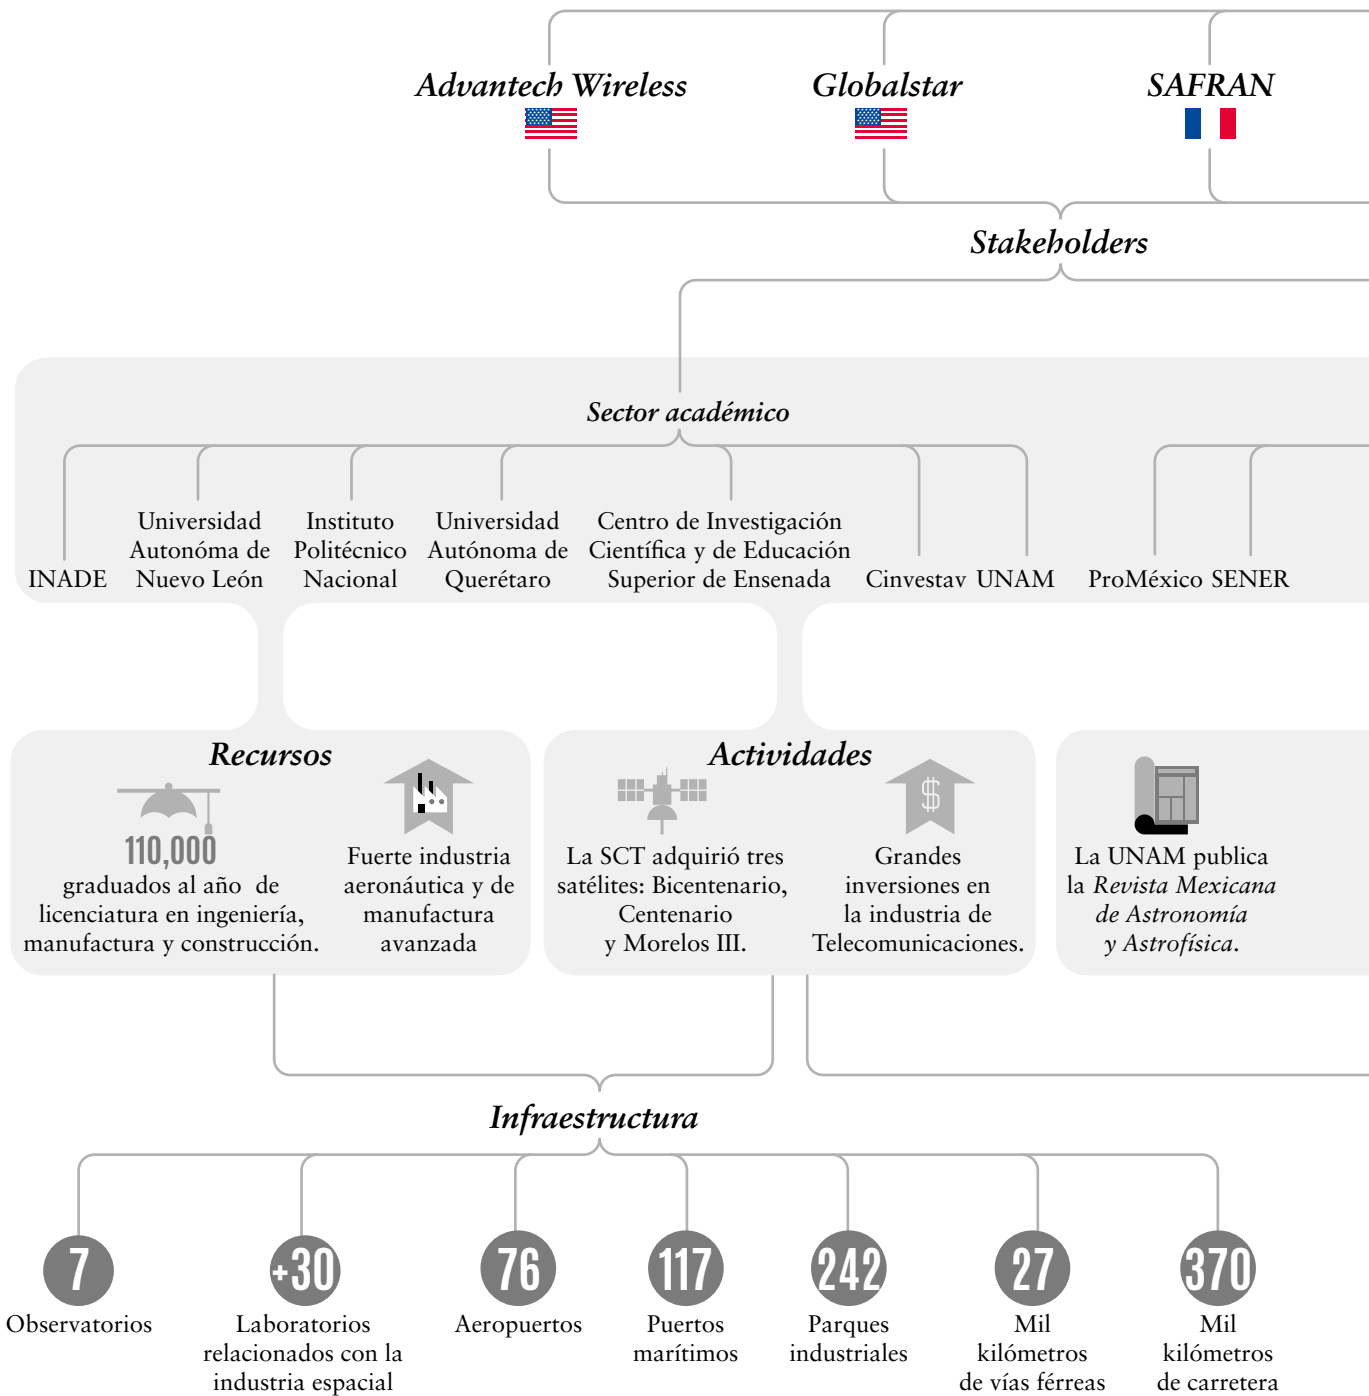 Advantech Wireless
Globalstar
SAFRAN
Stakeholders
Sector académico
INADE
Universidad
Autonóma de
Nuevo León
Instituto
Politécnico
Nacional
Universidad
Autónoma de
Querétaro
Centro de Investigación
Científica y de Educación
Superior de Ensenada
Cinvestav
UNAM
ProMéxico
SENER
Recursos
110,000
graduados al año de
licenciatura en ingeniería,
manufactura y construcción.
Fuerte industria
aeronáutica y de
manufactura
avanzada
Actividades
La SCT adquirió tres
satélites: Bicentenario,
Centenario
y Morelos III.
$
Grandes
inversiones en
la industria de
Telecomunicaciones.
La UNAM publica
la Revista Mexicana
de Astronomía
y Astrofísica.
Infraestructura
7
Observatorios
+30
Laboratorios
relacionados con la
industria espacial
76
Aeropuertos
117
Puertos
marítimos
242
Parques
industriales
27
Mil
kilómetros
de vías férreas
370
Mil
kilómetros
de carretera